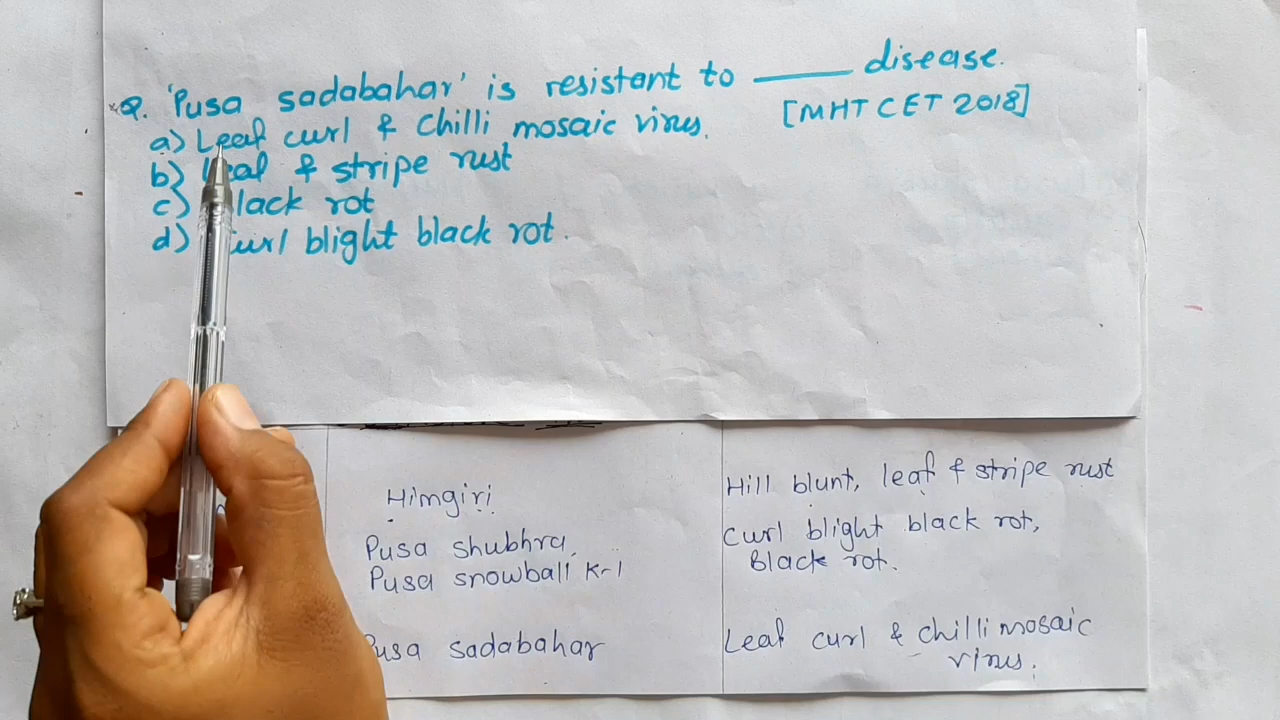 Q. 'Pusa sadabahar' is resistant to ____ disease.
[MHT CET 2018]
a) Leaf curl & Chilli mosaic virus.
b) Leaf & stripe rust
c) lack rot
d) url blight black rot.
Himgiri
Hill blunt, leaf & stripe rust
Pusa shubhra,
Curl blight black rot,
Pusa snowball K-1
Black rot.
Pusa sadabahar
Leaf curl & chilli mosaic
virus.